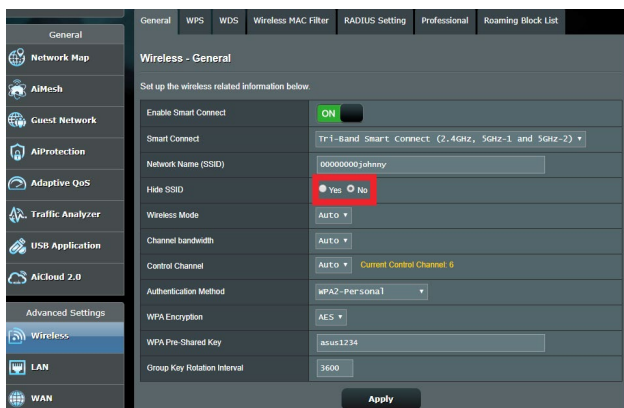 General WPS WDS Wireless MAC Filter RADIUS Setting Professional Roaming Block List
General
Network Map
AiMesh
Guest Network
AiProtection
Adaptive QoS
Traffic Analyzer
USB Application
AiCloud 2.0
Advanced Settings
Wireless
LAN
WAN
Wireless - General
Set up the wireless related information below.
Enable Smart Connect ON
Smart Connect Tri-Band Smart Connect (2.4GHz, 5GHz-1 and 5GHz-2)
Network Name (SSID) 00000000johnny
Hide SSID Yes No
Wireless Mode Auto
Channel bandwidth Auto
Control Channel Auto Current Control Channel: 6
Authentication Method WPA2-Personal
WPA Encryption AES
WPA Pre-Shared Key asus1234
Group Key Rotation Interval 3600
Apply